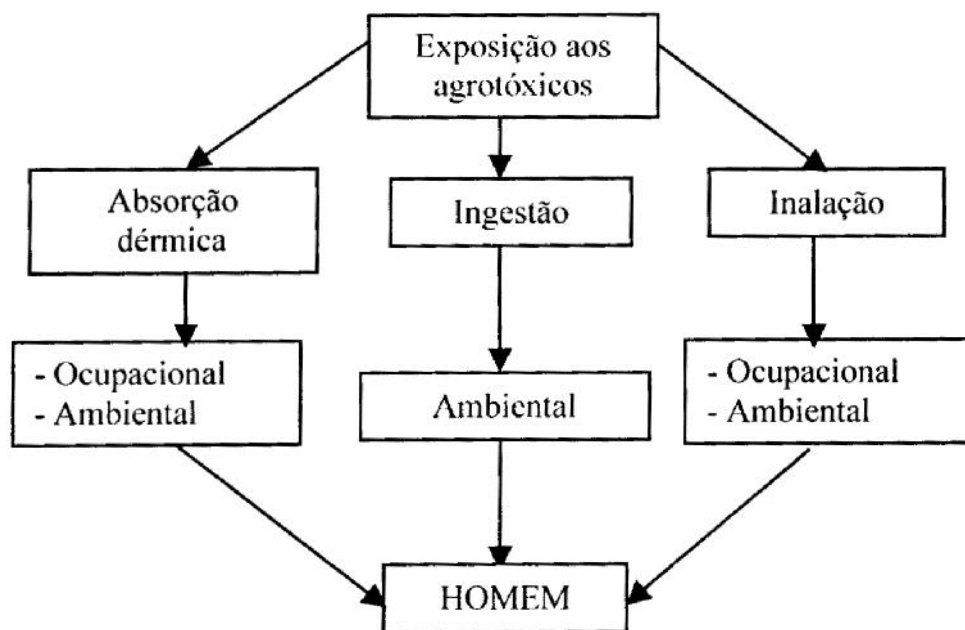 Exposição aos
agrotóxicos
Absorção
dérmica
Ingestão
Inalação
- Ocupacional
- Ambiental
Ambiental
- Ocupacional
- Ambiental
HOMEM